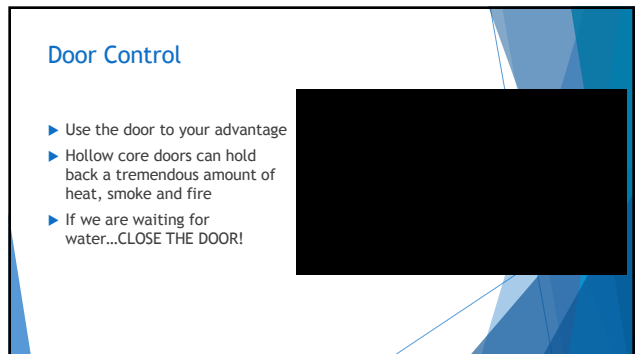 Door Control
Use the door to your advantage
Hollow core doors can hold
back a tremendous amount of
heat, smoke and fire
If we are waiting for
water…CLOSE THE DOOR!